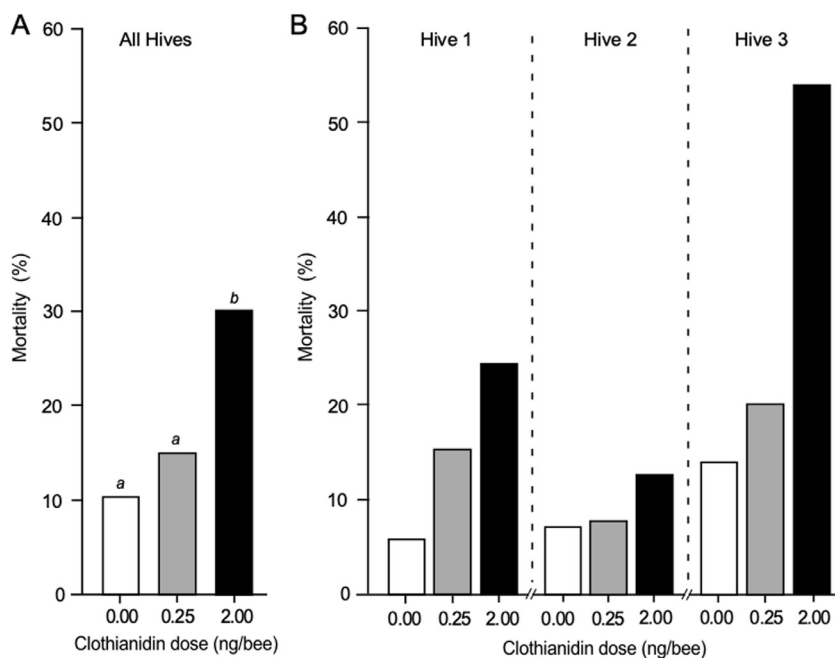 A
All Hives
60
50
40
30
20
10
0
Mortality (%)
a
a
b
0.00 0.25 2.00
Clothianidin dose (ng/bee)
B
Hive 1 Hive 2 Hive 3
60
50
40
30
20
10
0
Mortality (%)
0.00 0.25 2.00 0.00 0.25 2.00 0.00 0.25 2.00
Clothianidin dose (ng/bee)